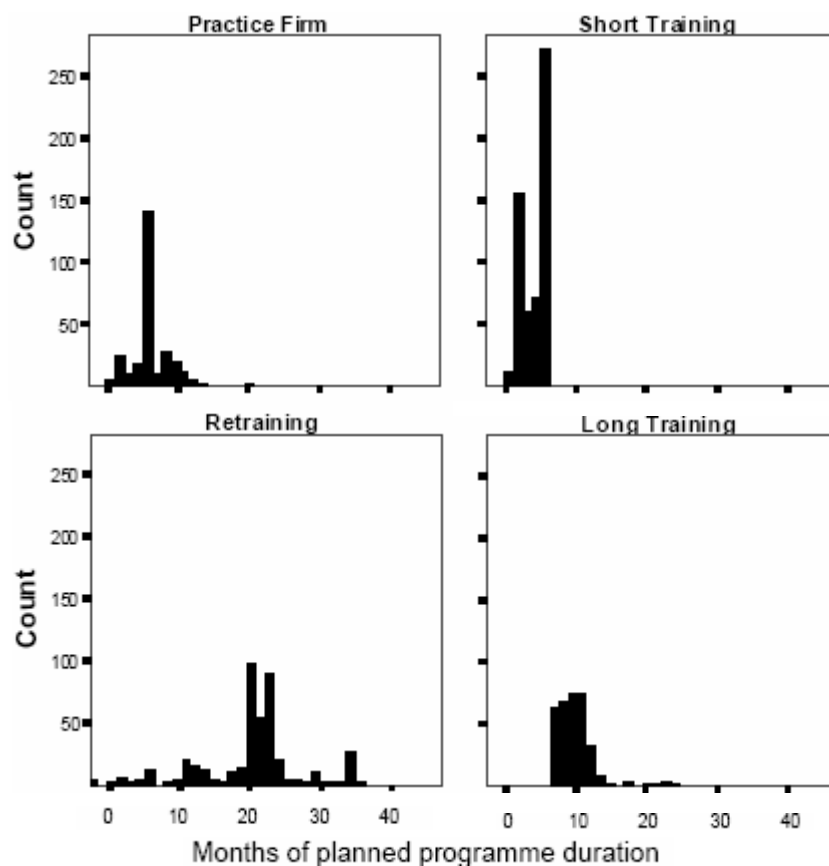 Practice Firm
Short Training
250
200
150
100
50
Count
Retraining
Long Training
250
200
150
100
50
Count
0 10 20 30 40
0 10 20 30 40
Months of planned programme duration